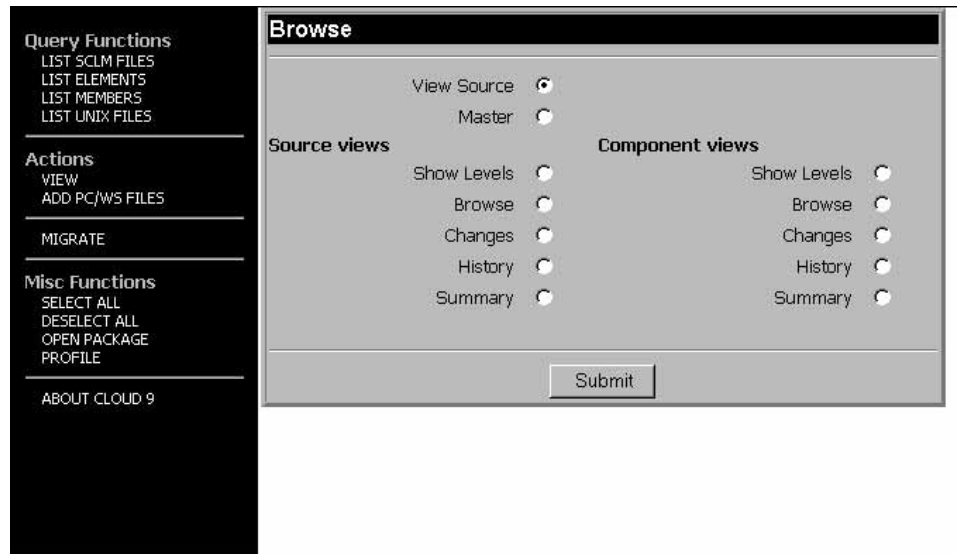 Query Functions
LIST SCLM FILES
LIST ELEMENTS
LIST MEMBERS
LIST UNIX FILES
Actions
VIEW
ADD PC/WS FILES
MIGRATE
Misc Functions
SELECT ALL
DESELECT ALL
OPEN PACKAGE
PROFILE
ABOUT CLOUD 9
Browse
View Source
Master
Source views
Show Levels
Browse
Changes
History
Summary
Component views
Show Levels
Browse
Changes
History
Summary
Submit